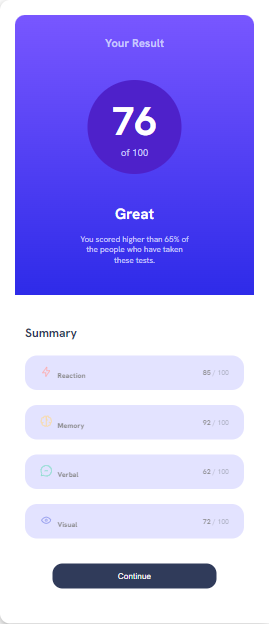 Your Result
76
of 100
Great
You scored higher than 65% of
the people who have taken
these tests.
Summary
Reaction 85 / 100
Memory 92 / 100
Verbal 62 / 100
Visual 72 / 100
Continue